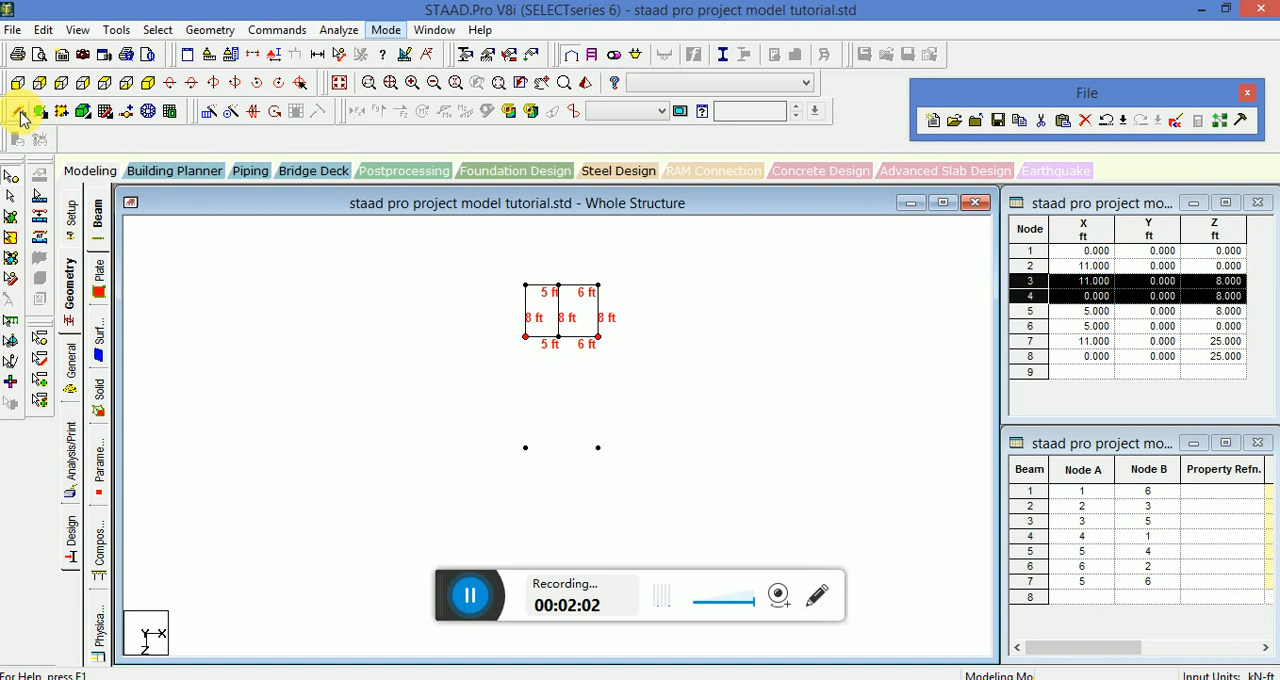 STAAD.Pro V8i (SELECTseries 6) - staad pro project model tutorial.std
File Edit View Tools Select Geometry Commands Analyze Mode Window Help
File
Modeling Building Planner Piping Bridge Deck Postprocessing Foundation Design Steel Design RAM Connection Concrete Design Advanced Slab Design Earthquake
staad pro project model tutorial.std - Whole Structure
Setup
Geometry
General
Analysis/Print
Design
Beam
Plate
Surf...
Solid
Parame...
Compos...
Physica...
5 ft 6 ft
8 ft 8 ft 8 ft
5 ft 6 ft
Y X
Z
Recording...
00:02:02
staad pro project mo...
Node X ft Y ft Z ft
1 0.000 0.000 0.000
2 11.000 0.000 0.000
3 11.000 0.000 8.000
4 0.000 0.000 8.000
5 5.000 0.000 8.000
6 5.000 0.000 0.000
7 11.000 0.000 25.000
8 0.000 0.000 25.000
9
staad pro project mo...
Beam Node A Node B Property Refn.
1 1 6
2 2 3
3 3 5
4 4 1
5 5 4
6 6 2
7 5 6
8
For Help, press F1
Modeling Mo
Input Units: kN-ft